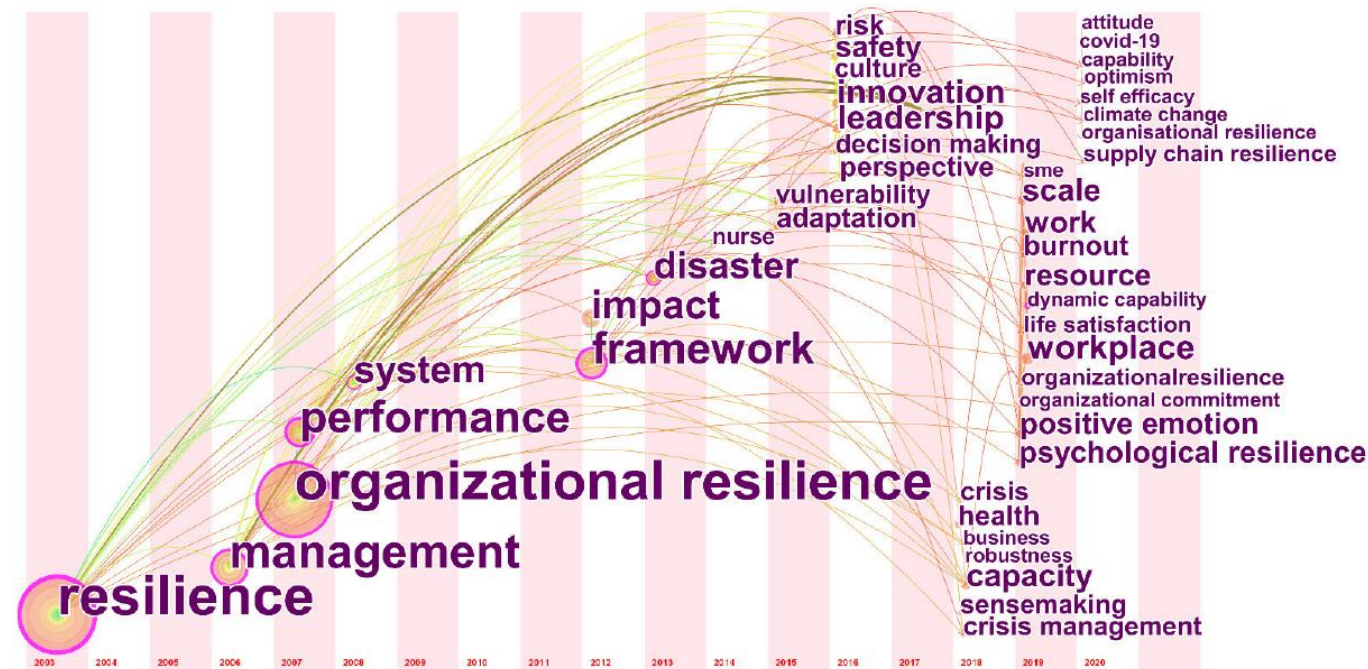 risk
safety
culture
innovation
leadership
decision making
perspective
vulnerability
adaptation
nurse
disaster
impact
framework
system
performance
organizational resilience
management
resilience
attitude
covid-19
capability
optimism
self efficacy
climate change
organisational resilience
supply chain resilience
sme
scale
work
burnout
resource
dynamic capability
life satisfaction
workplace
organizationalresilience
organizational commitment
positive emotion
psychological resilience
crisis
health
business
robustness
capacity
sensemaking
crisis management
2003 2004 2005 2006 2007 2008 2009 2010 2011 2012 2013 2014 2015 2016 2017 2018 2019 2020